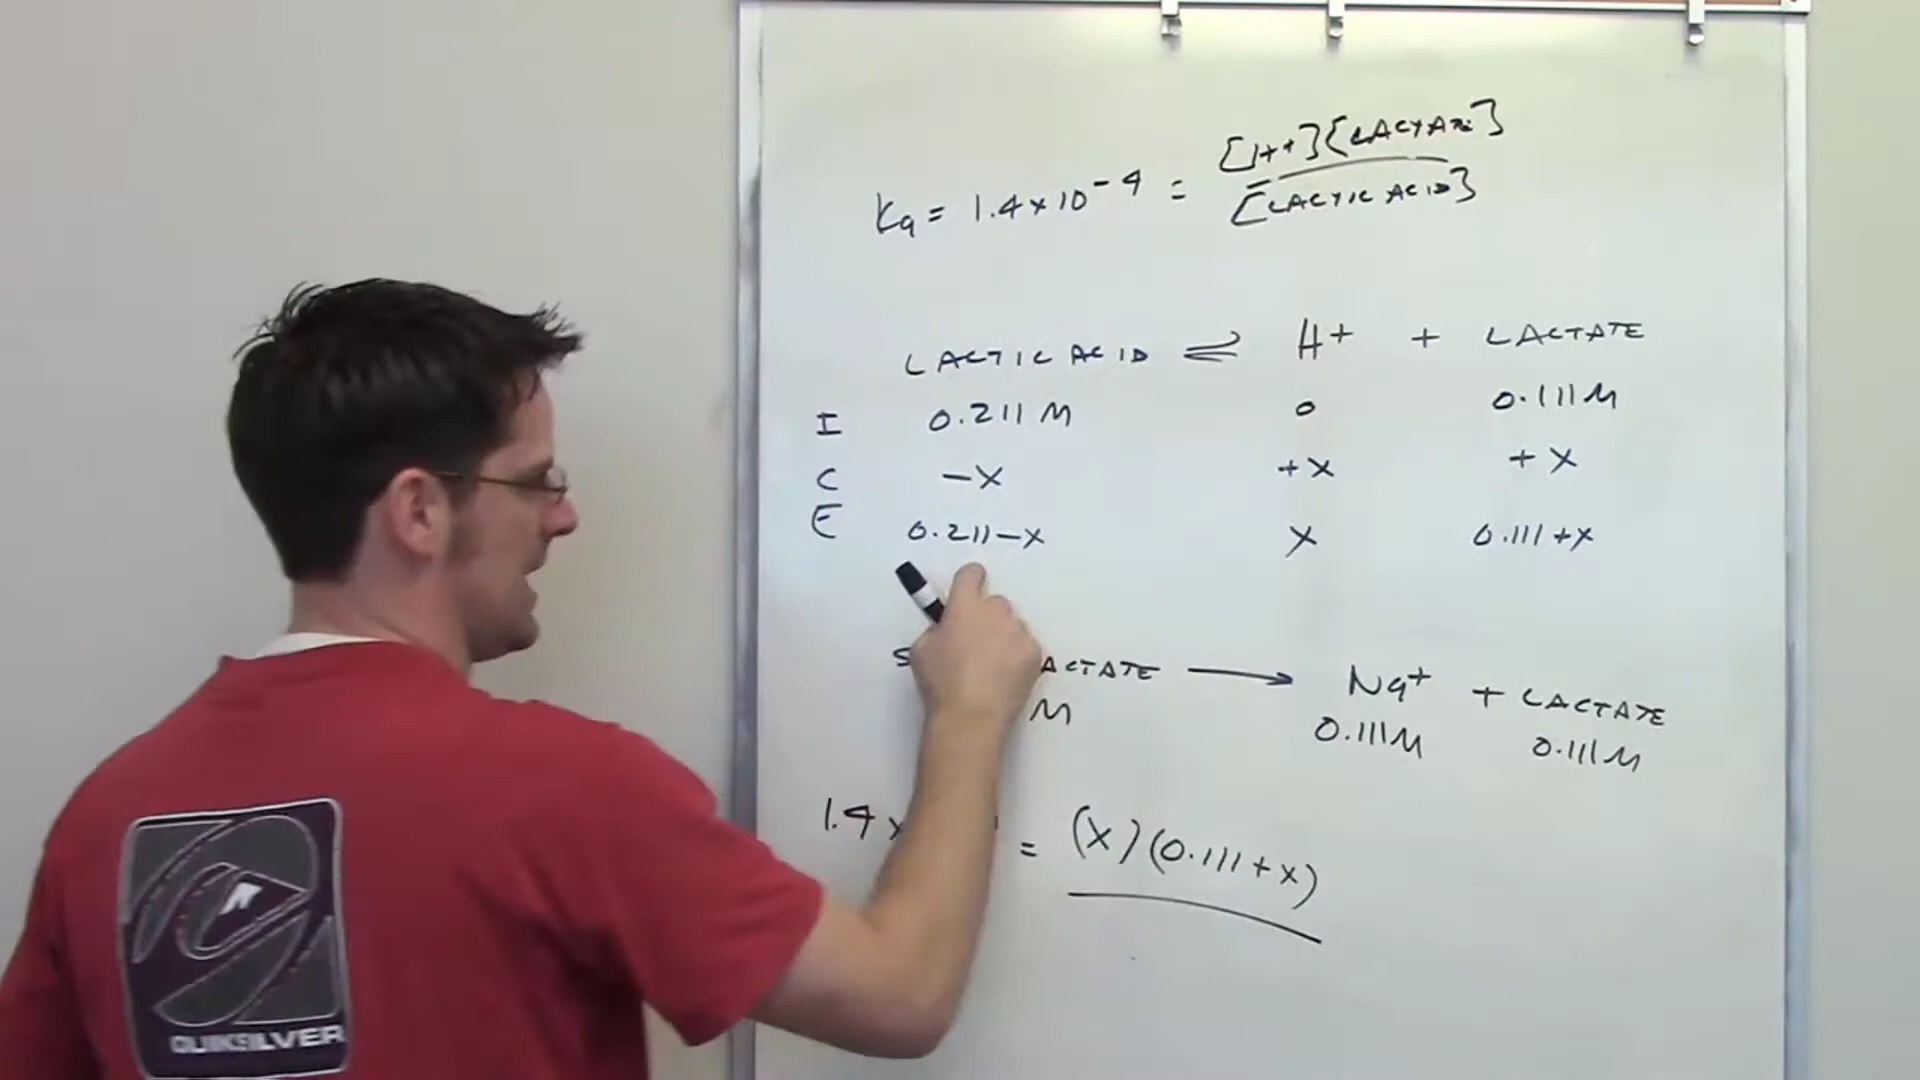 [H+][LACTATE]
Ka = 1.4 x 10^-4 =
[LACTIC ACID]
LACTIC ACID ⇌ H+ + LACTATE
I 0.211 M 0 0.111 M
C -X +X +X
E 0.211-X X 0.111+X
S ACTATE → Na+ + LACTATE
M 0.111M 0.111M
1.4 x = (X)(0.111+X)
QUIKSILVER